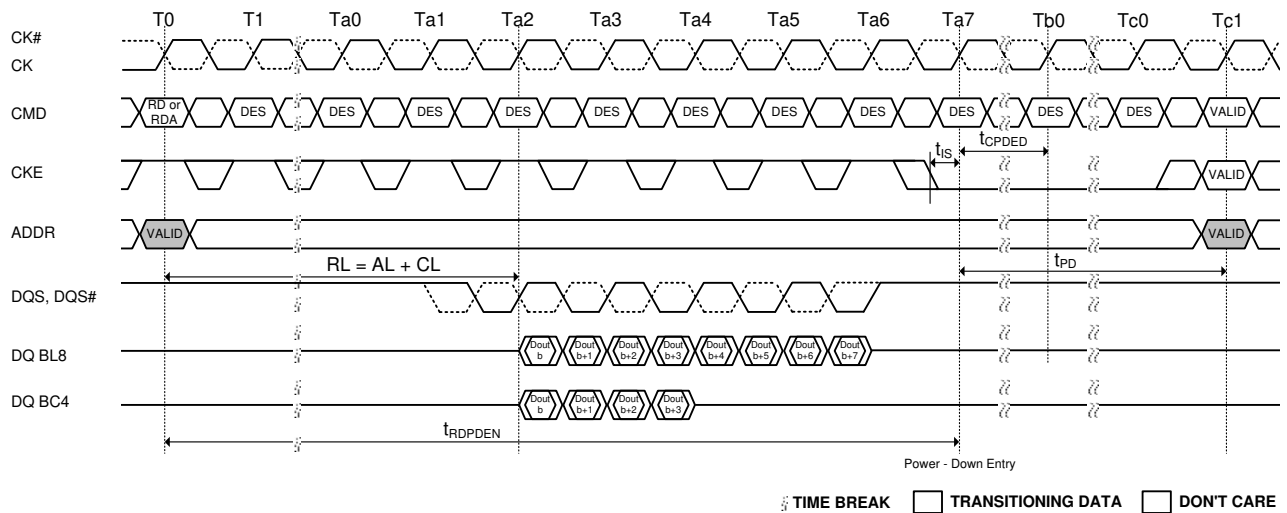 T0 T1 Ta0 Ta1 Ta2 Ta3 Ta4 Ta5 Ta6 Ta7 Tb0 Tc0 Tc1
CK#
CK
CMD
RD or
RDA
DES DES DES DES DES DES DES DES DES DES DES VALID
tIS
tCPDED
CKE
VALID
ADDR
VALID VALID
RL = AL + CL
tPD
DQS, DQS#
DQ BL8
Dout
b
Dout
b+1
Dout
b+2
Dout
b+3
Dout
b+4
Dout
b+5
Dout
b+6
Dout
b+7
DQ BC4
Dout
b
Dout
b+1
Dout
b+2
Dout
b+3
tRDPDEN
Power - Down Entry
TIME BREAK TRANSITIONING DATA DON'T CARE